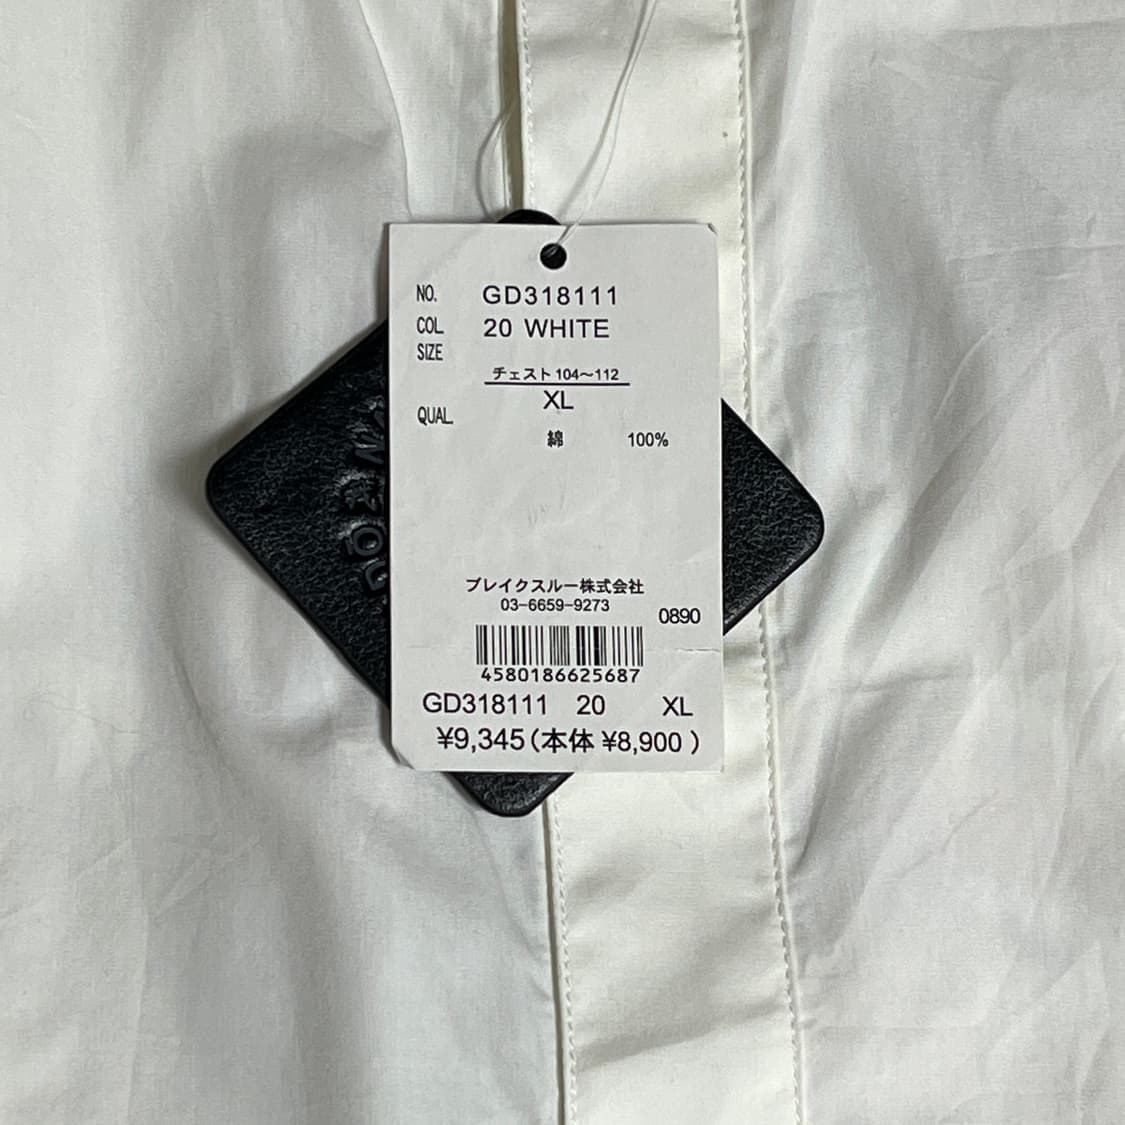 NO. GD318111
COL. 20 WHITE
SIZE
チェスト104～112
XL
QUAL 綿 100%
ブレイクスルー株式会社
03-6659-9273
0890
4580186625687
GD318111 20 XL
¥9,345(本体 ¥8,900 )